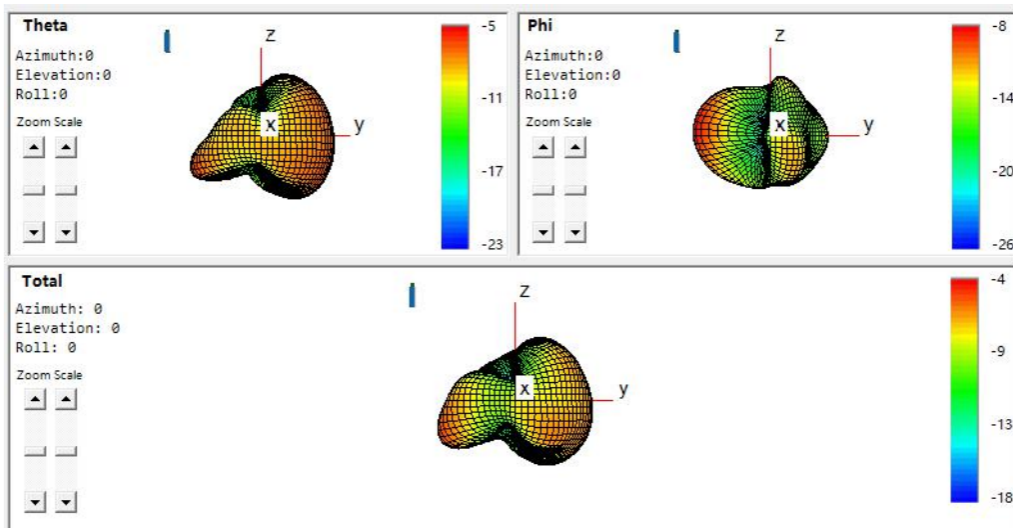 Theta
Azimuth:0
Elevation:0
Roll:0
Zoom Scale
z
x
y
-5
-11
-17
-23
Phi
Azimuth:0
Elevation:0
Roll:0
Zoom Scale
z
x
y
-8
-14
-20
-26
Total
Azimuth: 0
Elevation: 0
Roll: 0
Zoom Scale
z
x
y
-4
-9
-13
-18